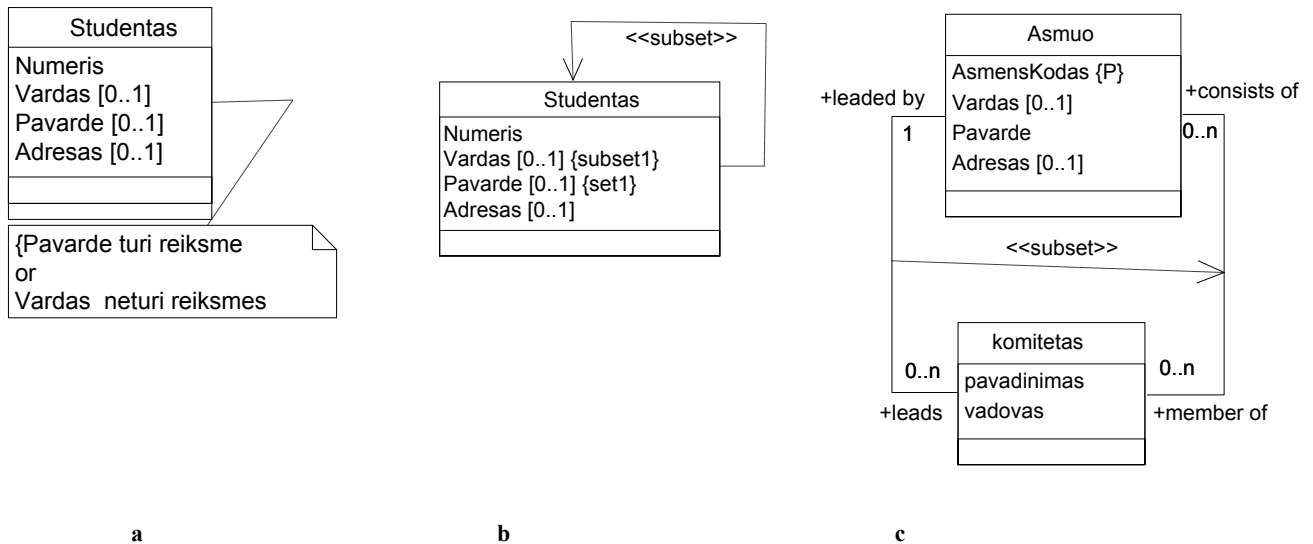 Studentas
Numeris
Vardas [0..1]
Pavarde [0..1]
Adresas [0..1]
{Pavarde turi reiksme
or
Vardas neturi reiksmes
<<subset>>
Studentas
Numeris
Vardas [0..1] {subset1}
Pavarde [0..1] {set1}
Adresas [0..1]
Asmuo
AsmensKodas {P}
Vardas [0..1]
Pavarde
Adresas [0..1]
+leaded by
1
+consists of
0..n
<<subset>>
komitetas
pavadinimas
vadovas
0..n
+leads
0..n
+member of
a
b
c